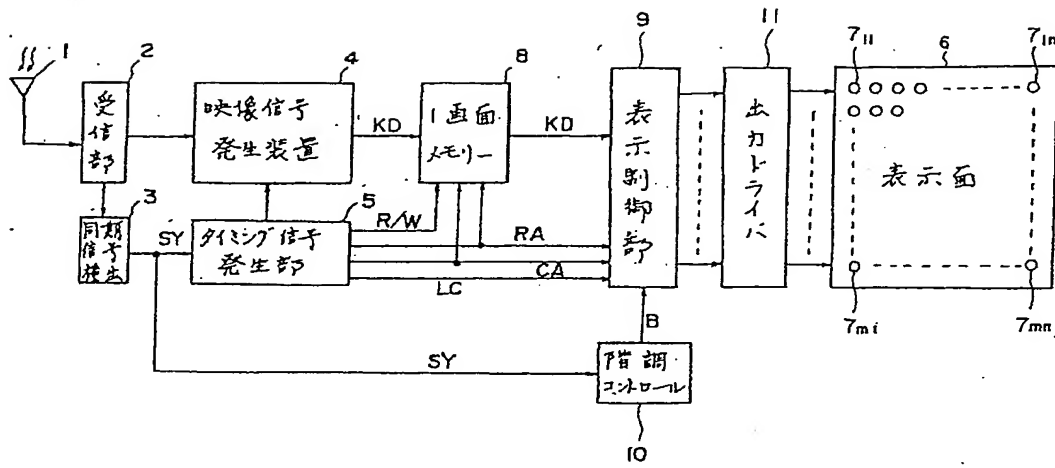 1
2
受信部
3
同期信号検出
4
映像信号
発生装置
5
タイミング信号
発生部
SY
KD
8
1画面
メモリー
KD
R/W
RA
CA
LC
9
表示制御部
11
出力ドライバ
6
7₁₁
7₁ₙ
表示面
7ₘ₁
7ₘₙ
B
SY
階調
コントロール
10